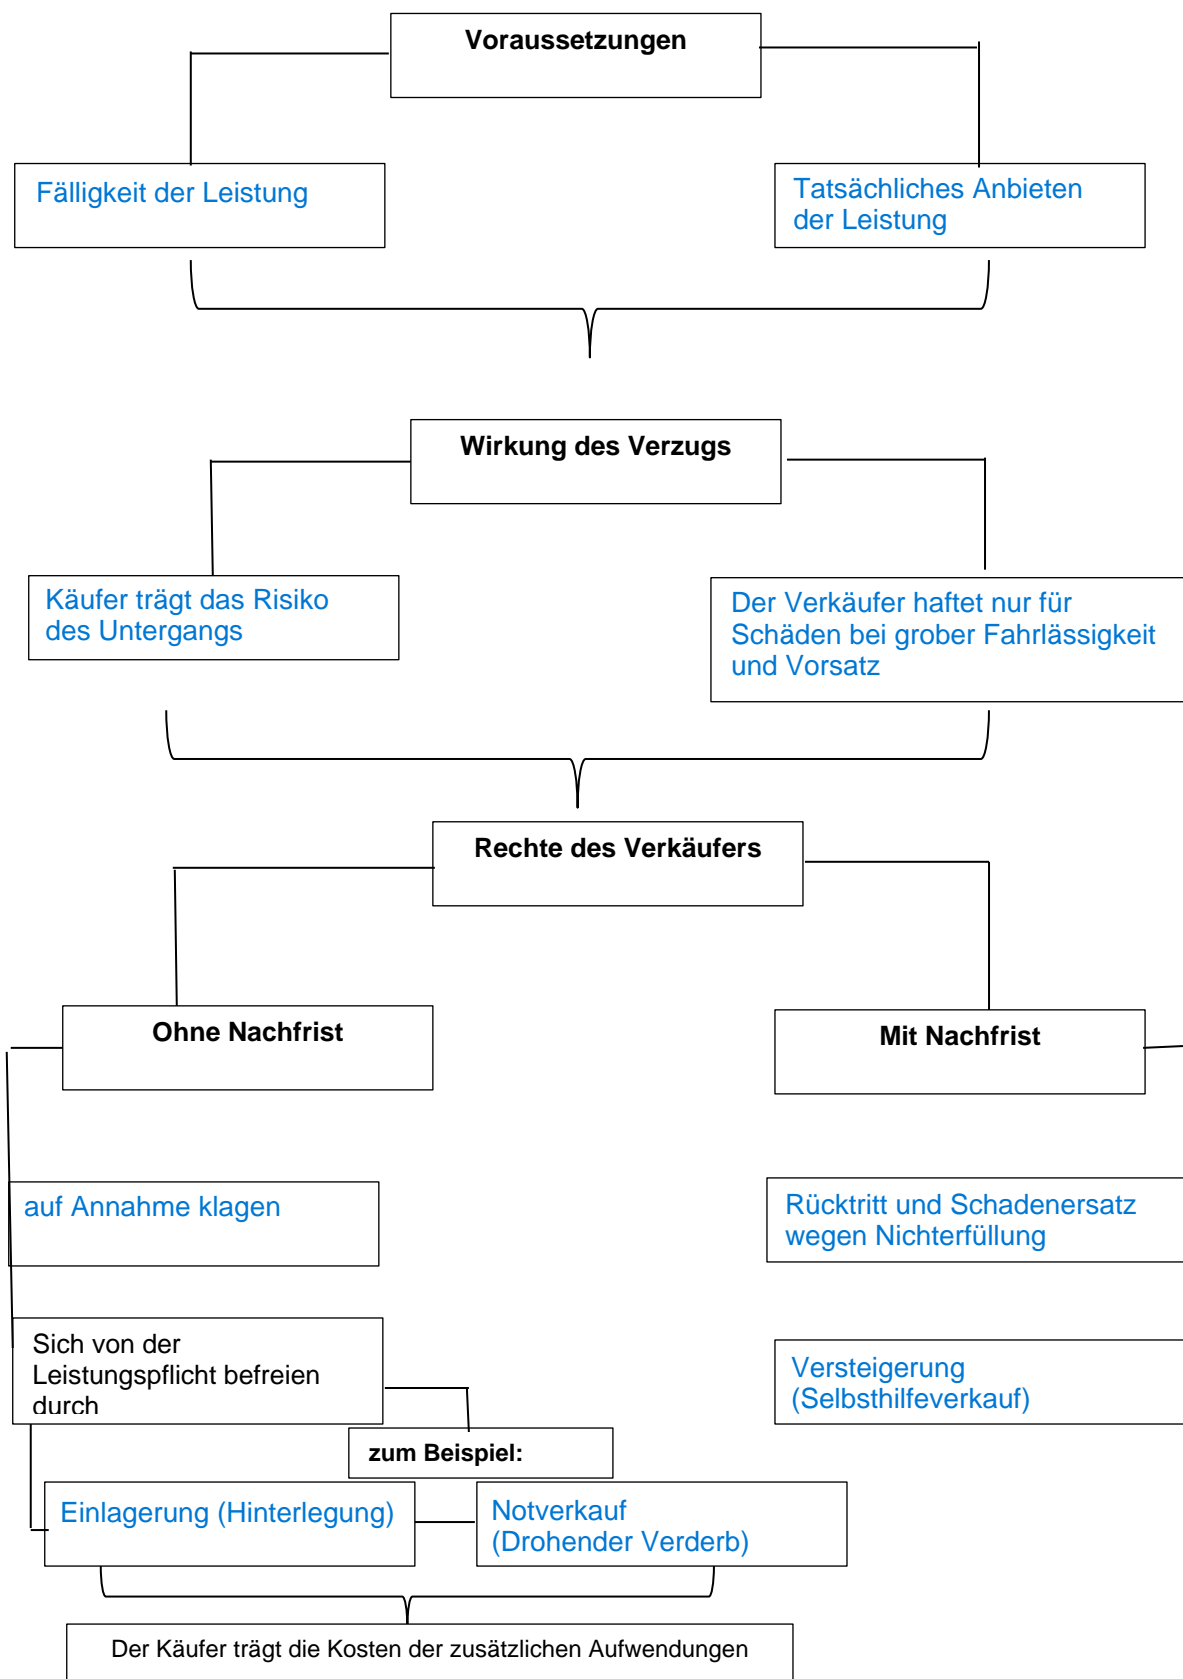 Voraussetzungen
Fälligkeit der Leistung
Tatsächliches Anbieten
der Leistung
Wirkung des Verzugs
Käufer trägt das Risiko
des Untergangs
Der Verkäufer haftet nur für
Schäden bei grober Fahrlässigkeit
und Vorsatz
Rechte des Verkäufers
Ohne Nachfrist
Mit Nachfrist
auf Annahme klagen
Rücktritt und Schadenersatz
wegen Nichterfüllung
Sich von der
Leistungspflicht befreien
durch
Versteigerung
(Selbsthilfeverkauf)
zum Beispiel:
Einlagerung (Hinterlegung)
Notverkauf
(Drohender Verderb)
Der Käufer trägt die Kosten der zusätzlichen Aufwendungen